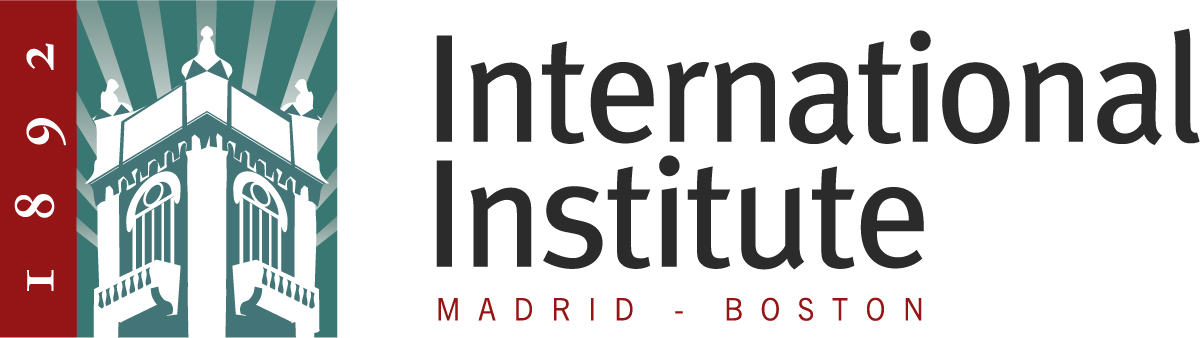 1892
International
Institute
MADRID - BOSTON